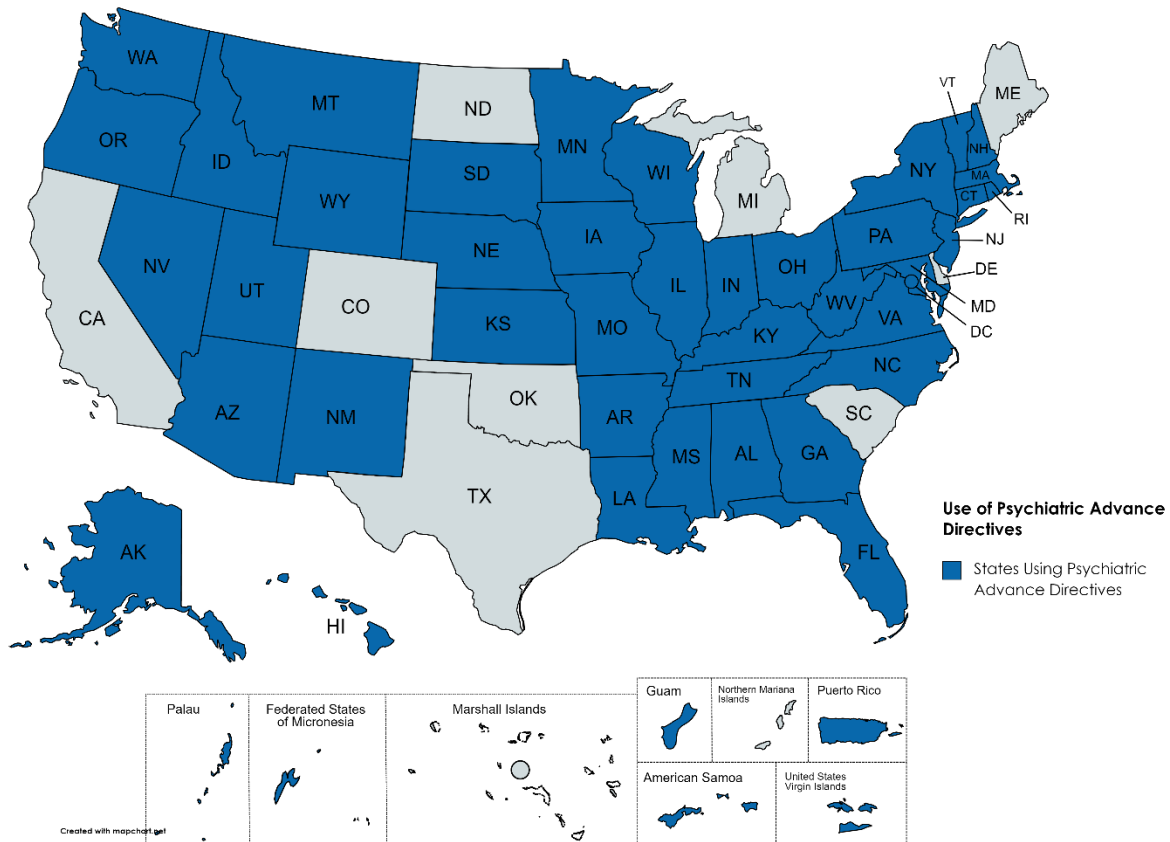 WA
MT
ND
MN
VT
ME
OR
ID
SD
WI
NH
NY
MA
WY
MI
CT
RI
IA
PA
NJ
NE
NV
OH
DE
UT
IL
IN
CA
CO
WV
MD
KS
MO
VA
DC
KY
NC
TN
OK
AZ
NM
AR
SC
MS
AL
GA
TX
LA
Use of Psychiatric Advance
Directives
FL
States Using Psychiatric
Advance Directives
AK
HI
Palau
Federated States
of Micronesia
Marshall Islands
Guam
Northern Mariana
Islands
Puerto Rico
American Samoa
United States
Virgin Islands
Created with mapchart.net